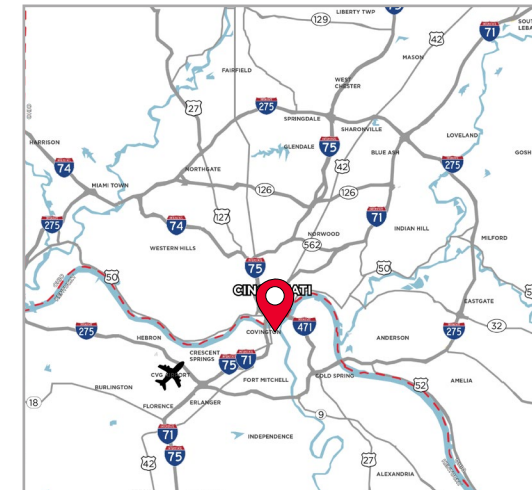 LIBERTY TWP
129
71
42
MASON
FAIRFIELD
WEST
CHESTER
27
275
SPRINGDALE
SHARONVILLE
HARRISON
GLENDALE
75
BLUE ASH
LOVELAND
74
42
275
NORTHGATE
MIAMI TOWN
126
126
275
74
127
71
INDIAN HILL
NORWOOD
MILFORD
562
WESTERN HILLS
75
50
50
EASTGATE
COVINGTON
471
275
HEBRON
ANDERSON
275
32
CRESCENT
SPRINGS
75
71
CVG AIRPORT
FORT MITCHELL
COLD SPRING
AMELIA
BURLINGTON
52
18
FLORENCE
ERLANGER
9
71
INDEPENDENCE
42
75
27
ALEXANDRIA